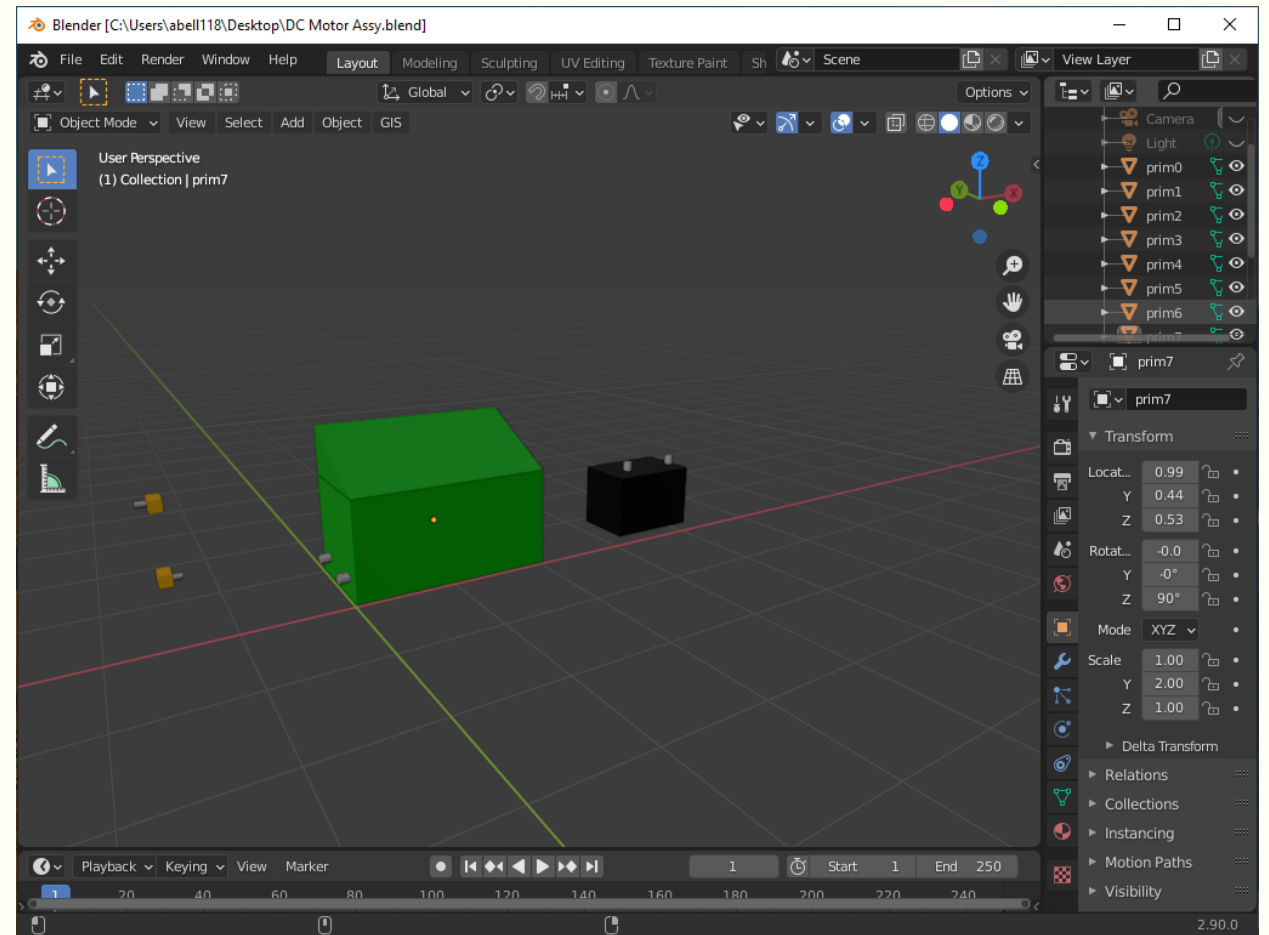 Blender [C:\Users\abell118\Desktop\DC Motor Assy.blend]
File Edit Render Window Help Layout Modeling Sculpting UV Editing Texture Paint Sh Scene View Layer
Global Options
Object Mode View Select Add Object GIS
User Perspective
(1) Collection | prim7
Z
Y
X
Camera
Light
prim0
prim1
prim2
prim3
prim4
prim5
prim6
prim7
prim7
prim7
Transform
Locat... 0.99
Y 0.44
Z 0.53
Rotat... -0.0
Y -0°
Z 90°
Mode XYZ
Scale 1.00
Y 2.00
Z 1.00
Delta Transform
Relations
Collections
Instancing
Motion Paths
Visibility
Playback Keying View Marker 1 Start 1 End 250
1 20 40 60 80 100 120 140 160 180 200 220 240
2.90.0